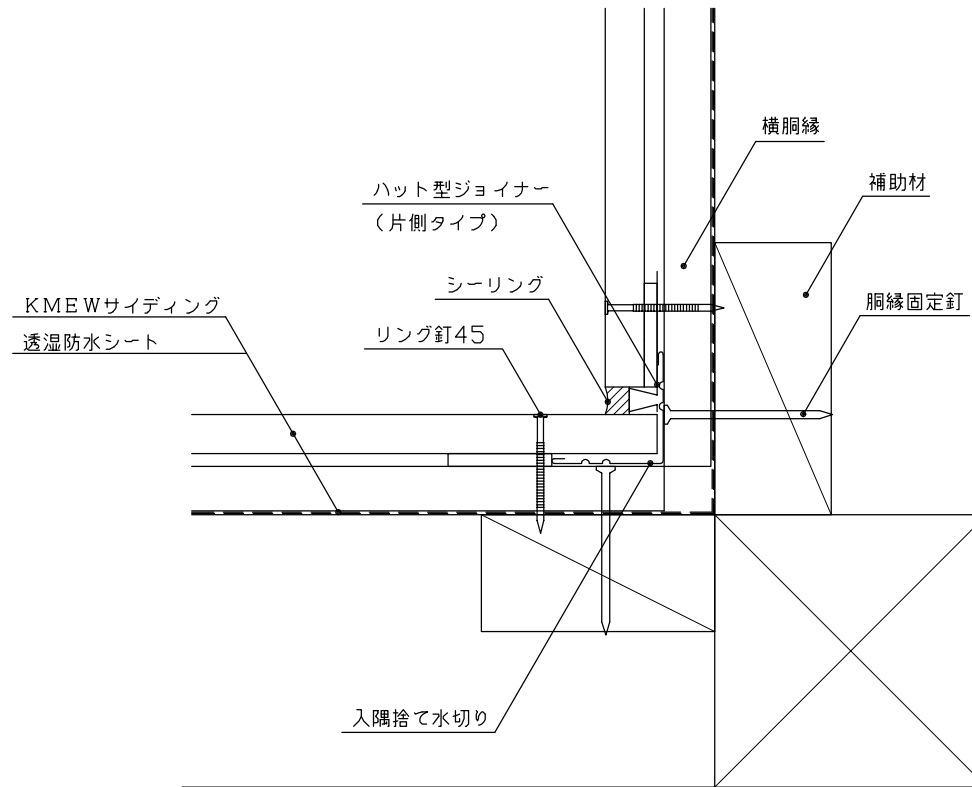 横胴縁
補助材
ハット型ジョイナー
（片側タイプ）
シーリング
KMEWサイディング
胴縁固定釘
リング釘45
透湿防水シート
入隅捨て水切り